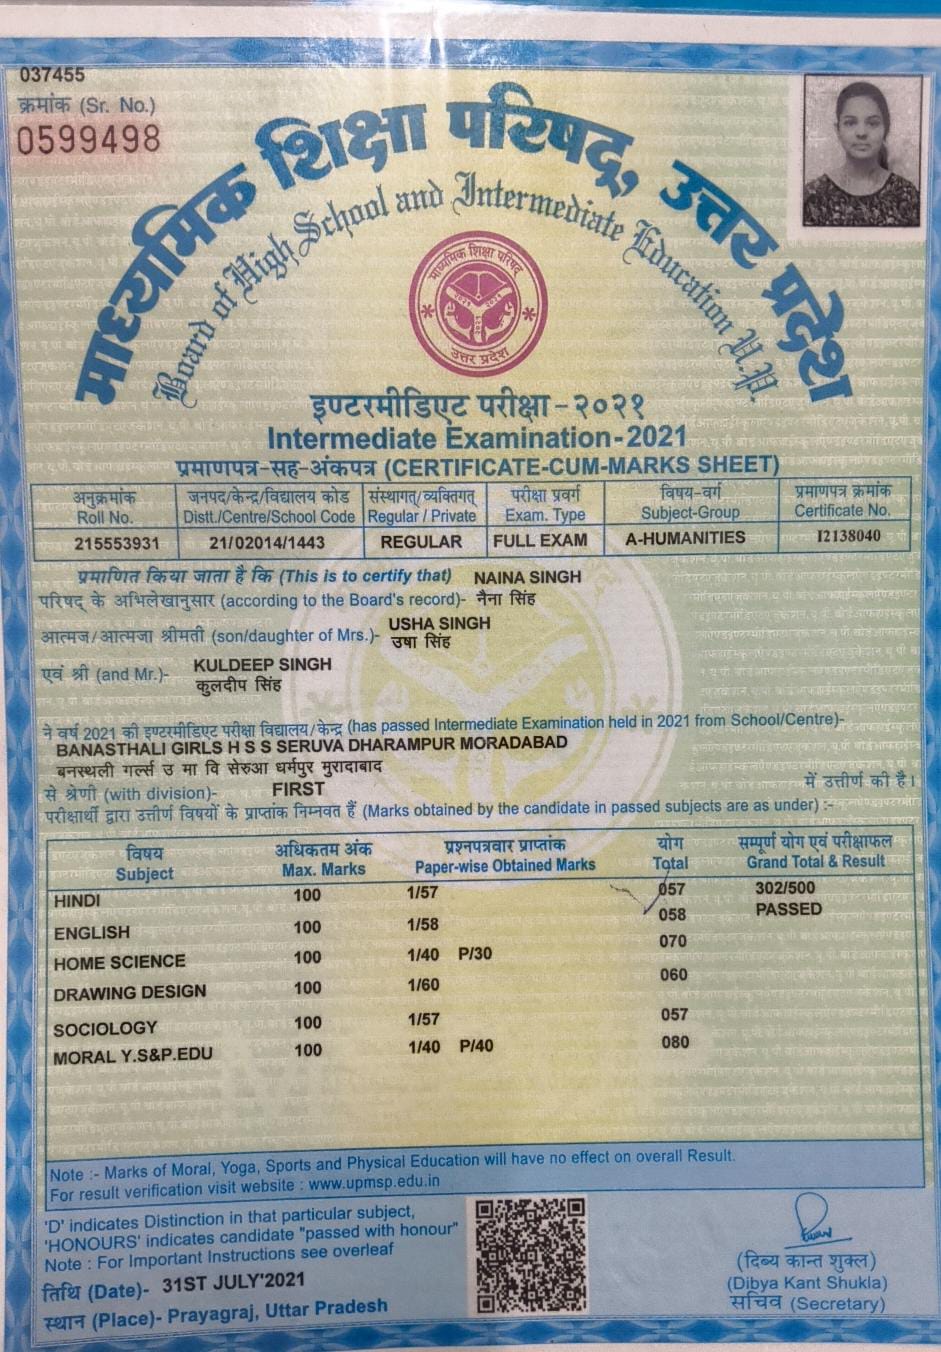 037455
क्रमांक (Sr. No.)
0599498
माध्यमिक शिक्षा परिषद्, उत्तर प्रदेश
Board of High School and Intermediate Education U.P.
माध्यमिक शिक्षा परिषद्
उत्तर प्रदेश
इण्टरमीडिएट परीक्षा-२०२१
Intermediate Examination-2021
प्रमाणपत्र-सह-अंकपत्र (CERTIFICATE-CUM-MARKS SHEET)
अनुक्रमांक जनपद/केन्द्र/विद्यालय कोड संस्थागत्/व्यक्तिगत् परीक्षा प्रवर्ग विषय-वर्ग प्रमाणपत्र क्रमांक
Roll No. Distt./Centre/School Code Regular / Private Exam. Type Subject-Group Certificate No.
215553931 21/02014/1443 REGULAR FULL EXAM A-HUMANITIES I2138040
प्रमाणित किया जाता है कि (This is to certify that) NAINA SINGH
परिषद् के अभिलेखानुसार (according to the Board's record)- नैना सिंह
USHA SINGH
आत्मज/आत्मजा श्रीमती (son/daughter of Mrs.)- उषा सिंह
KULDEEP SINGH
एवं श्री (and Mr.)- कुलदीप सिंह
ने वर्ष 2021 की इण्टरमीडिएट परीक्षा विद्यालय/केन्द्र (has passed Intermediate Examination held in 2021 from School/Centre)-
BANASTHALI GIRLS H S S SERUVA DHARAMPUR MORADABAD
बनस्थली गर्ल्स उ मा वि सेरुआ धर्मपुर मुरादाबाद
से श्रेणी (with division)- FIRST में उत्तीर्ण की है।
परीक्षार्थी द्वारा उत्तीर्ण विषयों के प्राप्तांक निम्नवत हैं (Marks obtained by the candidate in passed subjects are as under) :-
विषय अधिकतम अंक प्रश्नपत्रवार प्राप्तांक योग सम्पूर्ण योग एवं परीक्षाफल
Subject Max. Marks Paper-wise Obtained Marks Total Grand Total & Result
HINDI 100 1/57 057 302/500
ENGLISH 100 1/58 058 PASSED
HOME SCIENCE 100 1/40 P/30 070
DRAWING DESIGN 100 1/60 060
SOCIOLOGY 100 1/57 057
MORAL Y.S&P.EDU 100 1/40 P/40 080
Note :- Marks of Moral, Yoga, Sports and Physical Education will have no effect on overall Result.
For result verification visit website : www.upmsp.edu.in
'D' indicates Distinction in that particular subject,
'HONOURS' indicates candidate "passed with honour"
Note : For Important Instructions see overleaf
तिथि (Date)- 31ST JULY'2021
स्थान (Place)- Prayagraj, Uttar Pradesh
(दिब्य कान्त शुक्ल)
(Dibya Kant Shukla)
सचिव (Secretary)